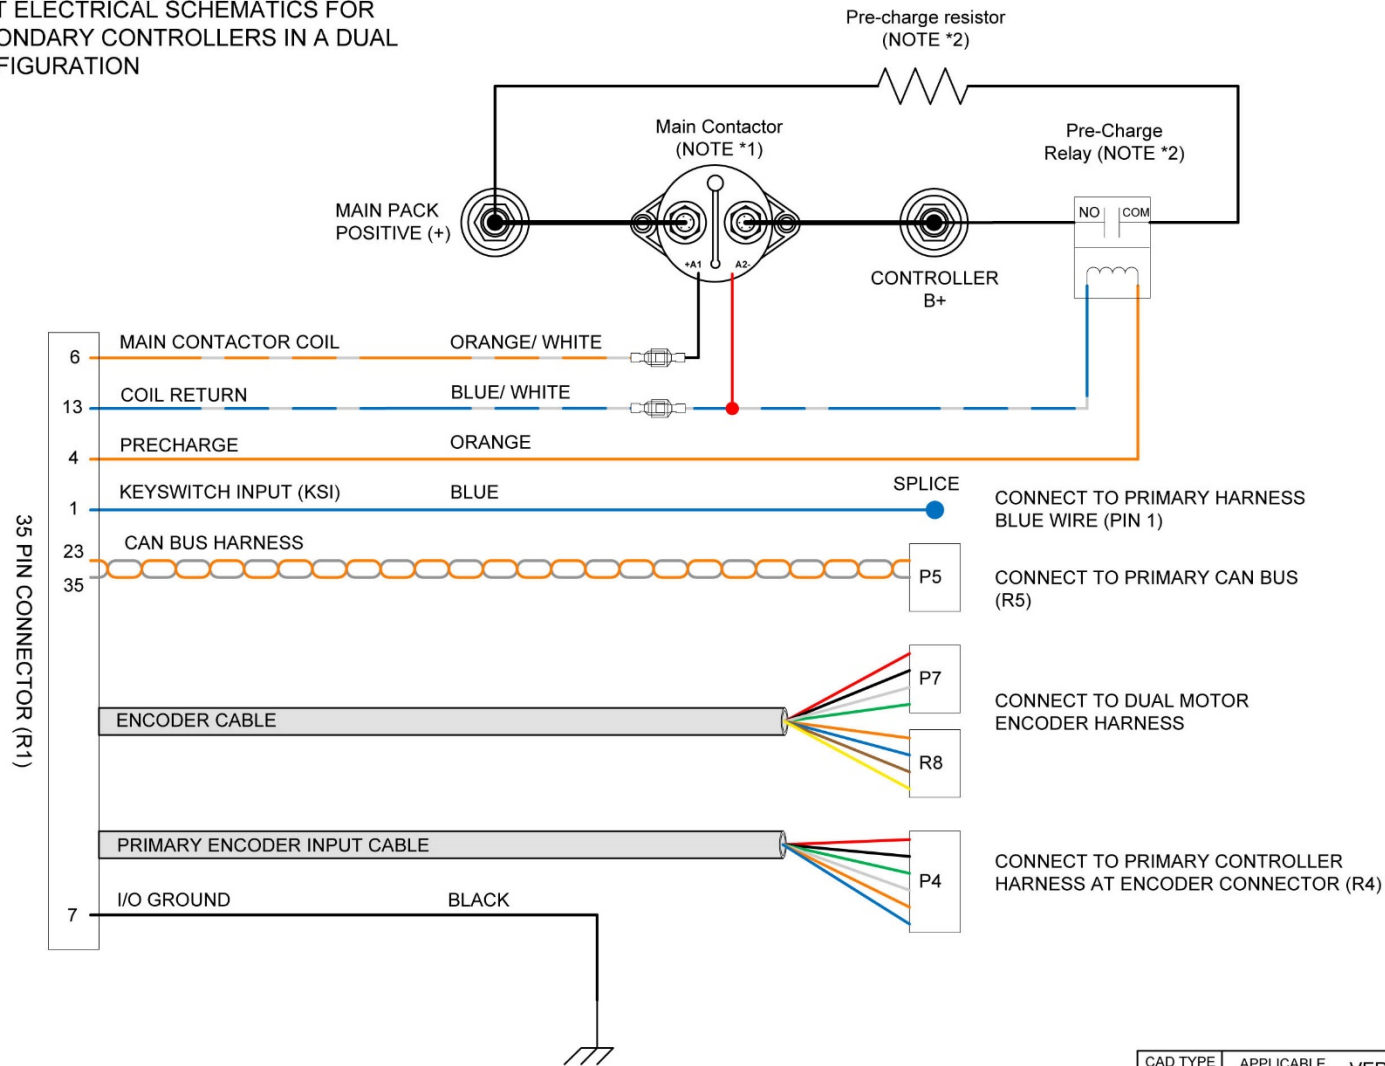 ELECTRICAL SCHEMATICS FOR
CONTROLLERS IN A DUAL
Pre-charge resistor
(NOTE *2)
Main Contactor
(NOTE *1)
Pre-Charge
Relay (NOTE *2)
MAIN PACK
POSITIVE (+)
NO
COM
+A1
A2-
CONTROLLER
B+
6
MAIN CONTACTOR COIL
ORANGE/ WHITE
13
COIL RETURN
BLUE/ WHITE
4
PRECHARGE
ORANGE
1
KEYSWITCH INPUT (KSI)
BLUE
SPLICE
CONNECT TO PRIMARY HARNESS
BLUE WIRE (PIN 1)
23
CAN BUS HARNESS
35
P5
CONNECT TO PRIMARY CAN BUS
(R5)
35 PIN CONNECTOR (R1)
ENCODER CABLE
P7
R8
CONNECT TO DUAL MOTOR
ENCODER HARNESS
PRIMARY ENCODER INPUT CABLE
P4
CONNECT TO PRIMARY CONTROLLER
HARNESS AT ENCODER CONNECTOR (R4)
7
I/O GROUND
BLACK
CAD TYPE
APPLICABLE